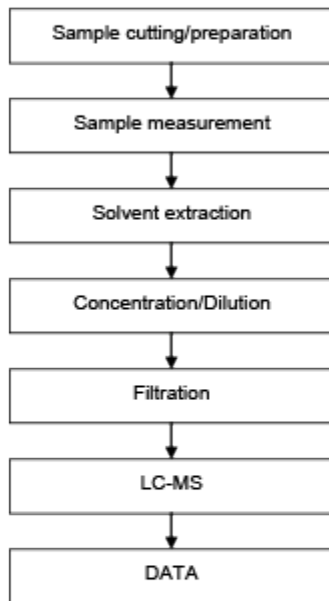 Sample cutting/preparation
Sample measurement
Solvent extraction
Concentration/Dilution
Filtration
LC-MS
DATA